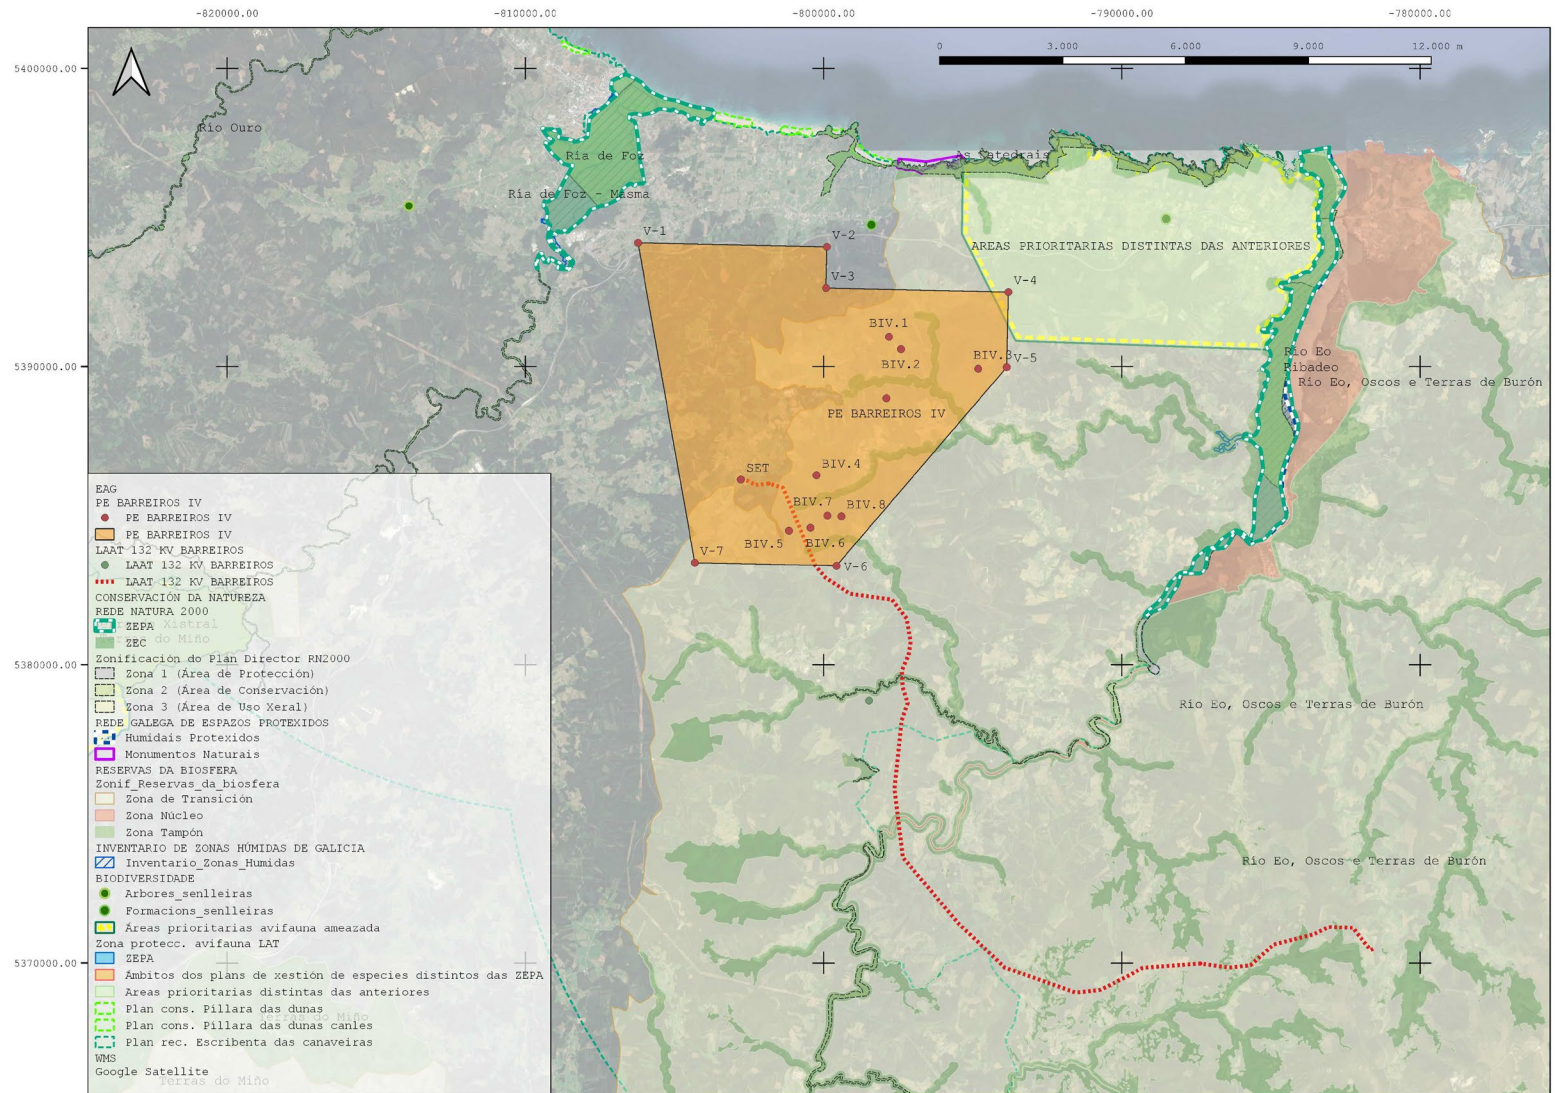 -820000.00 -810000.00 -800000.00 -790000.00 -780000.00
0 3.000 6.000 9.000 12.000 m
5400000.00
Río Ouro
Ría de Foz
As Catedrais
Ría de Foz - Masma
V-1
V-2
AREAS PRIORITARIAS DISTINTAS DAS ANTERIORES
V-3
V-4
BIV.1
BIV.2
BIV.3
V-5
Río Eo
Ribadeo
5390000.00
Río Eo, Oscos e Terras de Burón
PE BARREIROS IV
SET
BIV.4
BIV.7
BIV.8
BIV.5
BIV.6
V-7
V-6
EAG
PE BARREIROS IV
PE BARREIROS IV
PE BARREIROS IV
LAAT 132 KV BARREIROS
LAAT 132 KV BARREIROS
LAAT 132 KV BARREIROS
CONSERVACIÓN DA NATUREZA
REDE NATURA 2000
ZEPA
Xistral
ZEC
do Miño
Zonificación do Plan Director RN2000
5380000.00
Zona 1 (Área de Protección)
Zona 2 (Área de Conservación)
Zona 3 (Área de Uso Xeral)
Río Eo, Oscos e Terras de Burón
REDE GALEGA DE ESPAZOS PROTEXIDOS
Humidais Protexidos
Monumentos Naturais
RESERVAS DA BIOSFERA
Zonif_Reservas_da_biosfera
Zona de Transición
Zona Núcleo
Zona Tampón
INVENTARIO DE ZONAS HÚMIDAS DE GALICIA
Inventario_Zonas_Humidas
Río Eo, Oscos e Terras de Burón
BIODIVERSIDADE
Arbores_senlleiras
Formacions_senlleiras
Áreas prioritarias avifauna ameazada
Zona protecc. avifauna LAT
ZEPA
5370000.00
Ámbitos dos plans de xestión de especies distintos das ZEPA
Areas prioritarias distintas das anteriores
Plan cons. Pillara das dunas
Terras do Miño
Plan cons. Pillara das dunas canles
Plan rec. Escribenta das canaveiras
WMS
Google Satellite
Terras do Miño